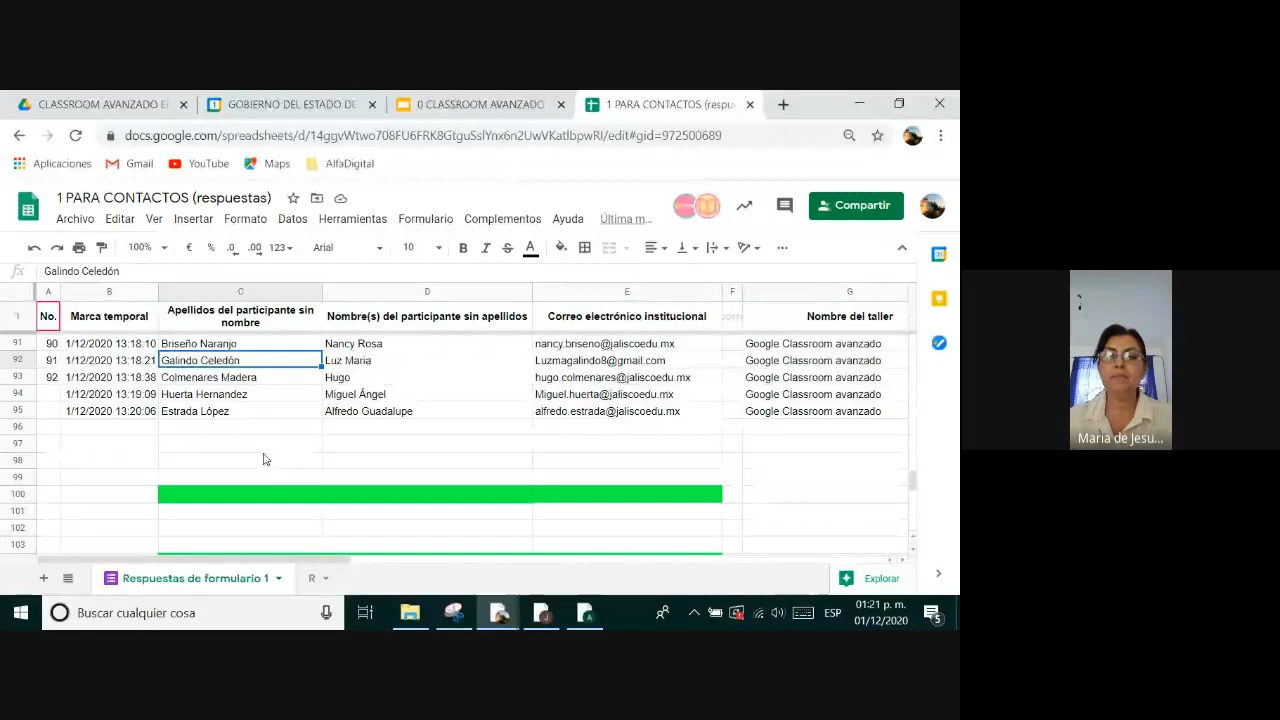 CLASSROOM AVANZADO E
GOBIERNO DEL ESTADO DE
0 CLASSROOM AVANZADO
1 PARA CONTACTOS (respu
docs.google.com/spreadsheets/d/14ggvWtwo708FU6FRK8GtguSslYnx6n2UwVKatlbpwRI/edit#gid=972500689
Aplicaciones Gmail YouTube Maps AlfaDigital
1 PARA CONTACTOS (respuestas)
Archivo Editar Ver Insertar Formato Datos Herramientas Formulario Complementos Ayuda Última m...
Compartir
100% € % .0 .00 123 Arial 10 B I S A
fx Galindo Celedón
A B C D E F G
1 No. Marca temporal Apellidos del participante sin nombre Nombre(s) del participante sin apellidos Correo electrónico institucional Nombre del taller
91 90 1/12/2020 13:18:10 Briseño Naranjo Nancy Rosa nancy.briseno@jaliscoedu.mx Google Classroom avanzado
92 91 1/12/2020 13:18:21 Galindo Celedón Luz Maria Luzmagalindo8@gmail.com Google Classroom avanzado
93 92 1/12/2020 13:18:38 Colmenares Madera Hugo hugo.colmenares@jaliscoedu.mx Google Classroom avanzado
94 1/12/2020 13:19:09 Huerta Hernandez Miguel Ángel Miguel.huerta@jaliscoedu.mx Google Classroom avanzado
95 1/12/2020 13:20:06 Estrada López Alfredo Guadalupe alfredo.estrada@jaliscoedu.mx Google Classroom avanzado
96
97
98
99
100
101
102
103
Respuestas de formulario 1 R Explorar
Buscar cualquier cosa
ESP
01:21 p. m.
01/12/2020
5
Maria de Jesu...